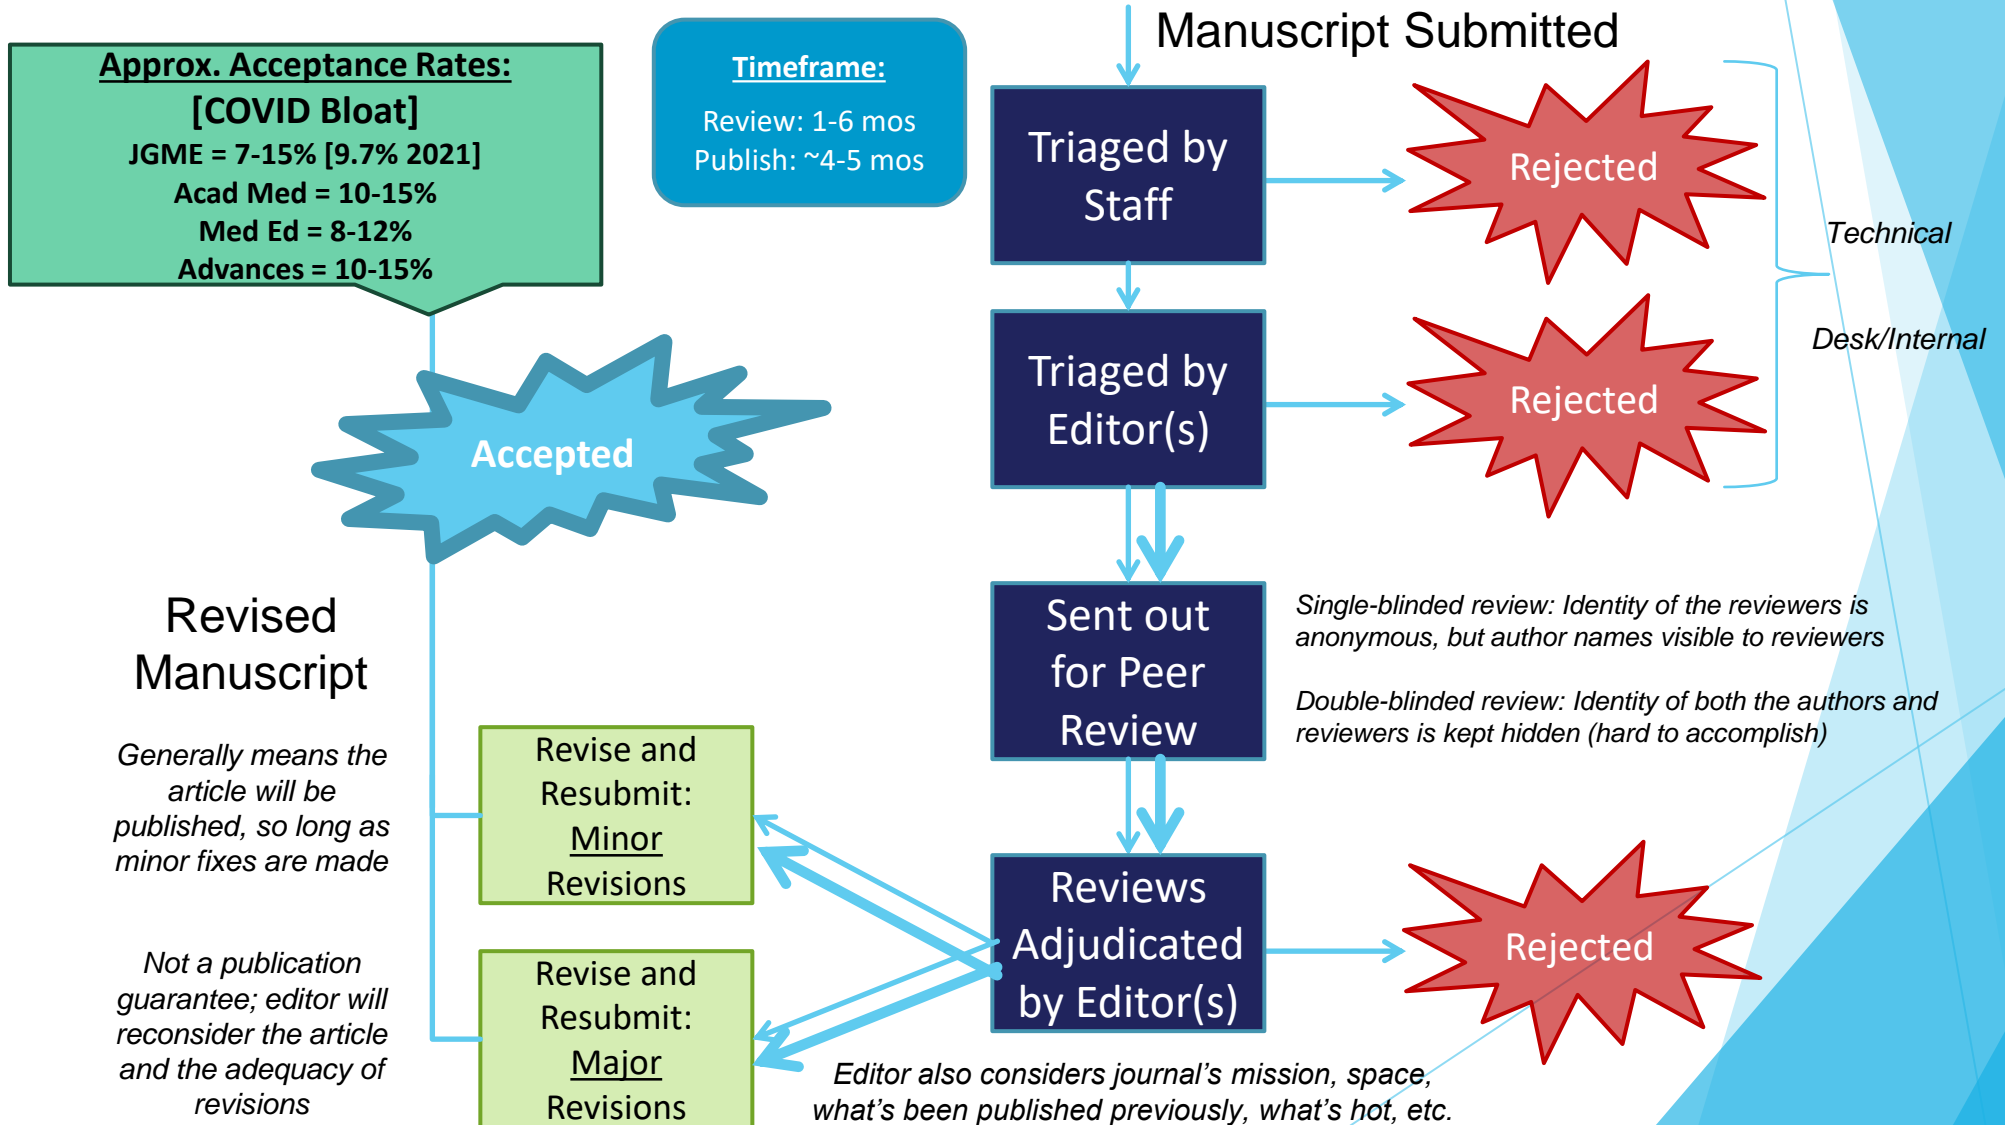 Manuscript Submitted
Approx. Acceptance Rates:
[COVID Bloat]
JGME = 7-15% [9.7% 2021]
Acad Med = 10-15%
Med Ed = 8-12%
Advances = 10-15%
Timeframe:
Review: 1-6 mos
Publish: ~4-5 mos
Triaged by
Staff
Rejected
Technical
Desk/Internal
Triaged by
Editor(s)
Rejected
Accepted
Sent out
for Peer
Review
Single-blinded review: Identity of the reviewers is
anonymous, but author names visible to reviewers
Double-blinded review: Identity of both the authors and
reviewers is kept hidden (hard to accomplish)
Revised
Manuscript
Generally means the
article will be
published, so long as
minor fixes are made
Revise and
Resubmit:
Minor
Revisions
Reviews
Adjudicated
by Editor(s)
Rejected
Not a publication
guarantee; editor will
reconsider the article
and the adequacy of
revisions
Revise and
Resubmit:
Major
Revisions
Editor also considers journal's mission, space,
what's been published previously, what's hot, etc.